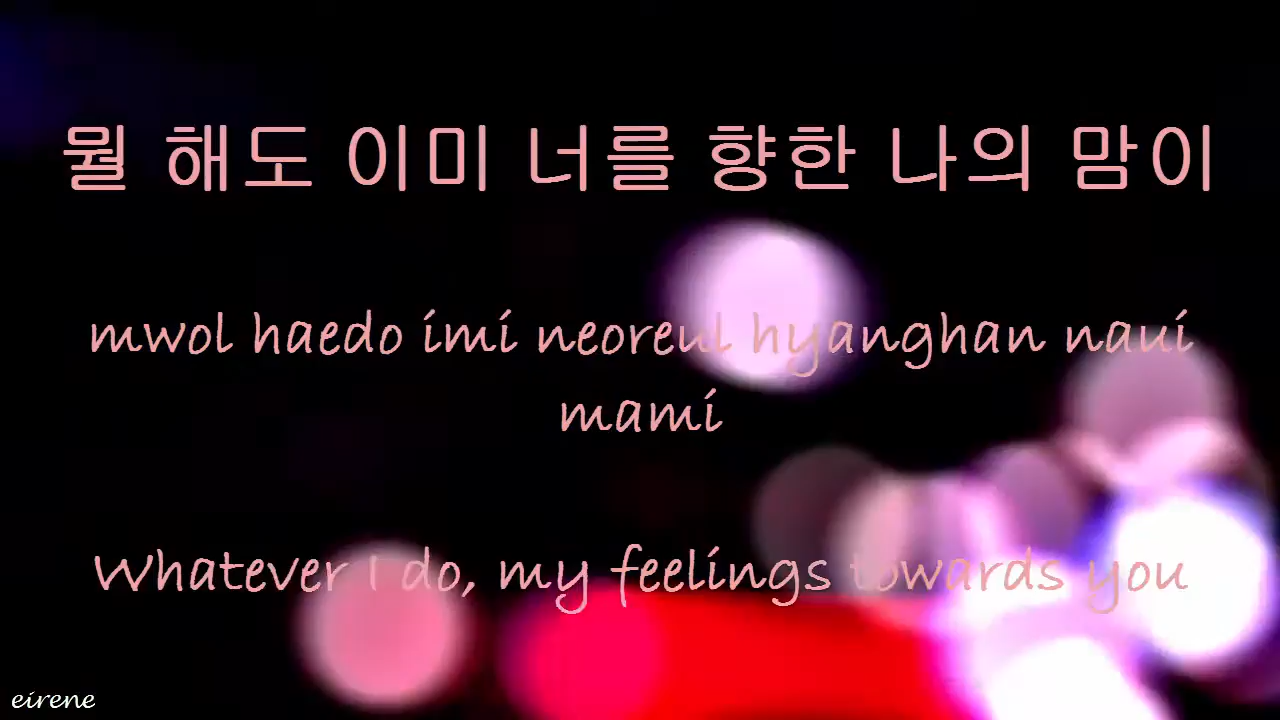 뭘 해도 이미 너를 향한 나의 맘이
mwol haedo imi neoreul hyanghan naui
mami
Whatever I do, my feelings towards you
eirene